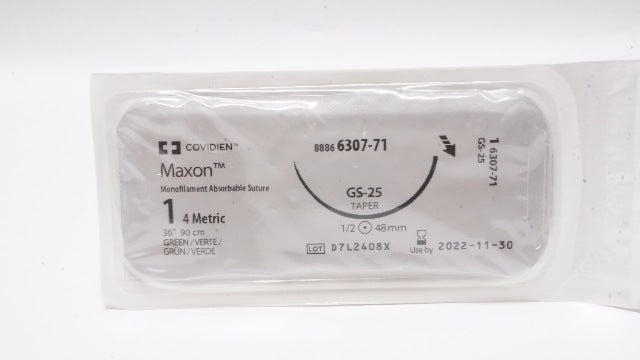 COVIDIEN™
Maxon™
Monofilament Absorbable Suture
1 4 Metric
36" 90 cm
GREEN / VERTE /
GRÜN / VERDE
8886 6307-71
GS-25
TAPER
1/2 48mm
LOT D7L2408X
Use by 2022-11-30
1 6307-71
GS-25